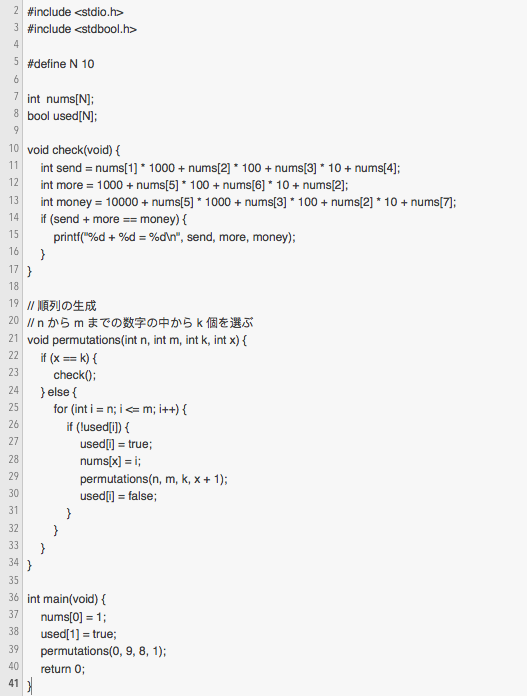 2 #include <stdio.h>
3 #include <stdbool.h>
4
5 #define N 10
6
7 int  nums[N];
8 bool used[N];
9
10 void check(void) {
11     int send = nums[1] * 1000 + nums[2] * 100 + nums[3] * 10 + nums[4];
12     int more = 1000 + nums[5] * 100 + nums[6] * 10 + nums[2];
13     int money = 10000 + nums[5] * 1000 + nums[3] * 100 + nums[2] * 10 + nums[7];
14     if (send + more == money) {
15         printf("%d + %d = %d\n", send, more, money);
16     }
17 }
18
19 // 順列の生成
20 // n から m までの数字の中から k 個を選ぶ
21 void permutations(int n, int m, int k, int x) {
22     if (x == k) {
23         check();
24     } else {
25         for (int i = n; i <= m; i++) {
26             if (!used[i]) {
27                 used[i] = true;
28                 nums[x] = i;
29                 permutations(n, m, k, x + 1);
30                 used[i] = false;
31             }
32         }
33     }
34 }
35
36 int main(void) {
37     nums[0] = 1;
38     used[1] = true;
39     permutations(0, 9, 8, 1);
40     return 0;
41 }